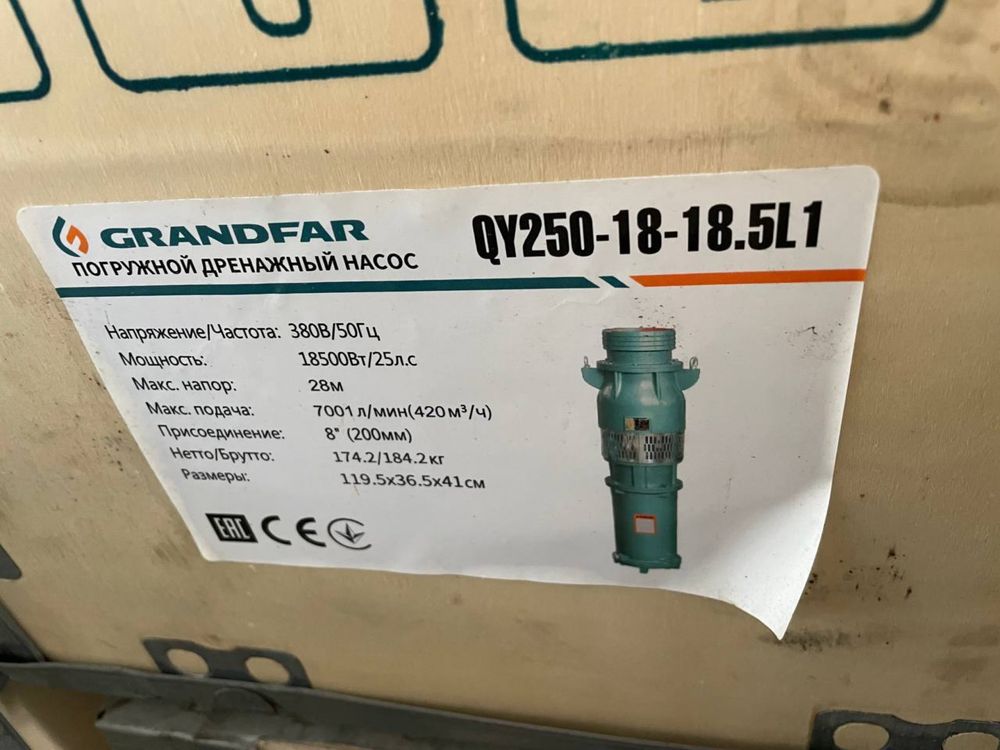 GRANDFAR
ПОГРУЖНОЙ ДРЕНАЖНЫЙ НАСОС
QY250-18-18.5L1
Напряжение/Частота: 380В/50Гц
Мощность: 18500Вт/25л.с
Макс. напор: 28м
Макс. подача: 7001 л/мин(420 м³/ч)
Присоединение: 8" (200мм)
Нетто/Брутто: 174.2/184.2кг
Размеры: 119.5x36.5x41см
EAC CE